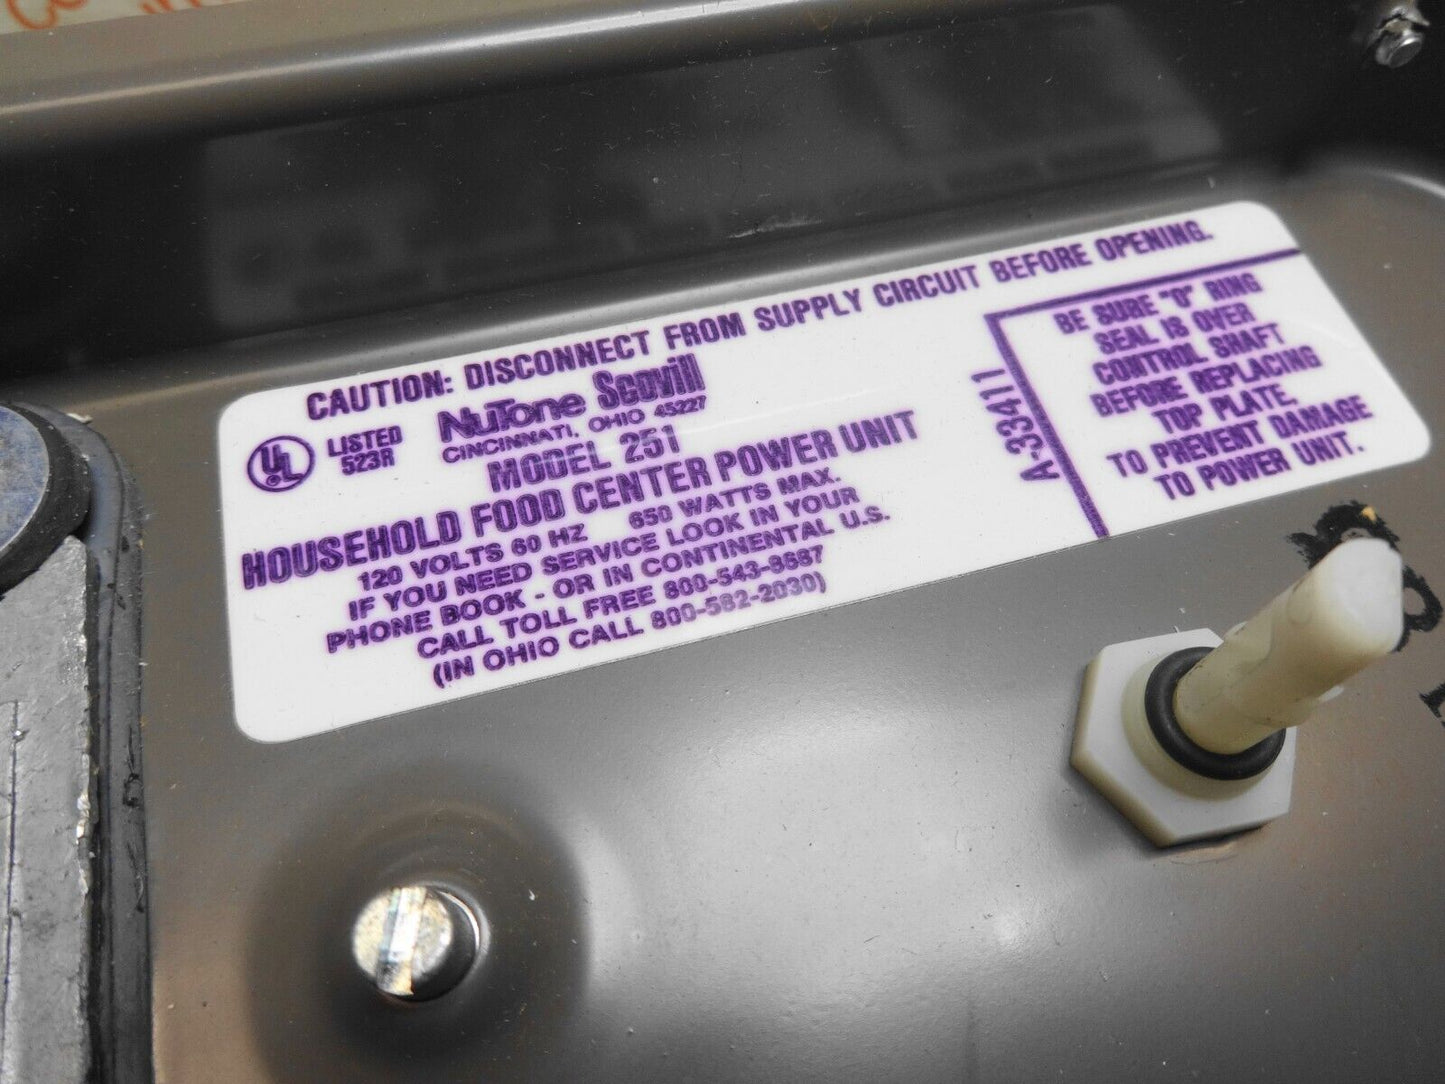 CAUTION: DISCONNECT FROM SUPPLY CIRCUIT BEFORE OPENING.
UL
LISTED
523R
NuTone Scovill
CINCINNATI, OHIO 45227
MODEL 251
HOUSEHOLD FOOD CENTER POWER UNIT
120 VOLTS 60 HZ 650 WATTS MAX.
IF YOU NEED SERVICE LOOK IN YOUR
PHONE BOOK - OR IN CONTINENTAL U.S.
CALL TOLL FREE 800-543-8687
(IN OHIO CALL 800-582-2030)
A-33411
BE SURE "O" RING
SEAL IS OVER
CONTROL SHAFT
BEFORE REPLACING
TOP PLATE.
TO PREVENT DAMAGE
TO POWER UNIT.